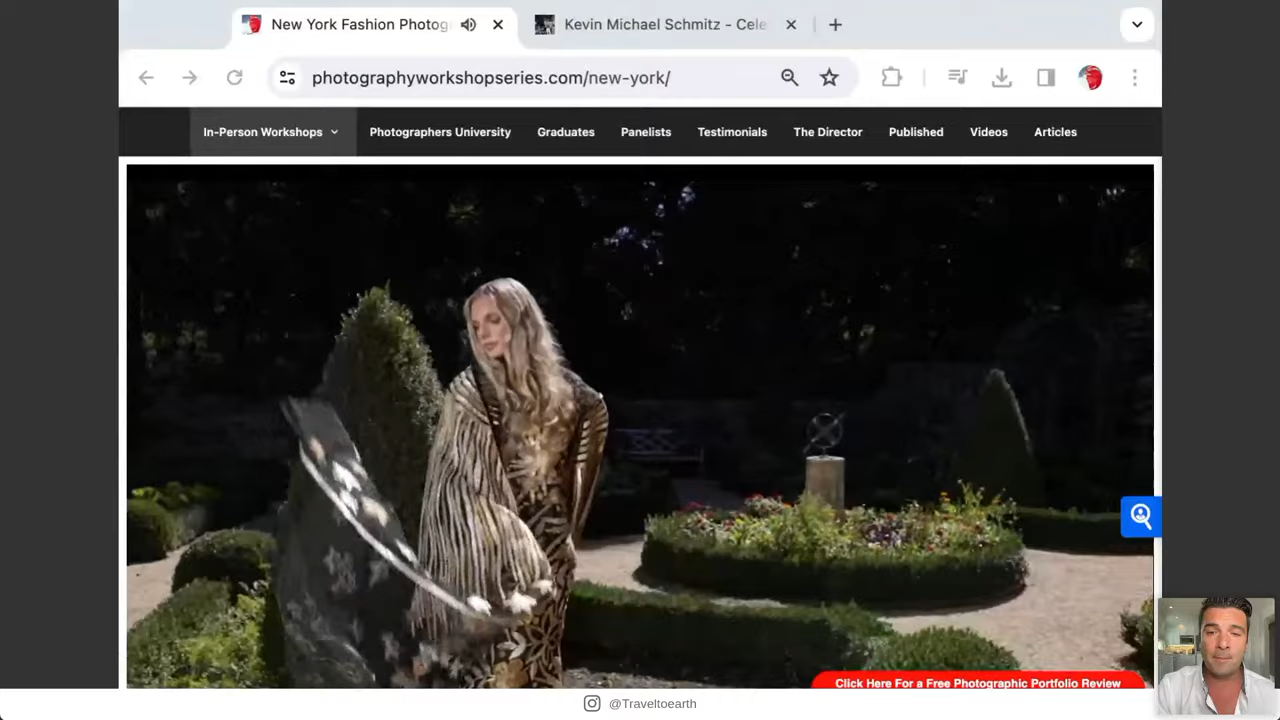 New York Fashion Photog
Kevin Michael Schmitz - Cele
photographyworkshopseries.com/new-york/
In-Person Workshops
Photographers University
Graduates
Panelists
Testimonials
The Director
Published
Videos
Articles
Click Here For a Free Photographic Portfolio Review
@Traveltoearth